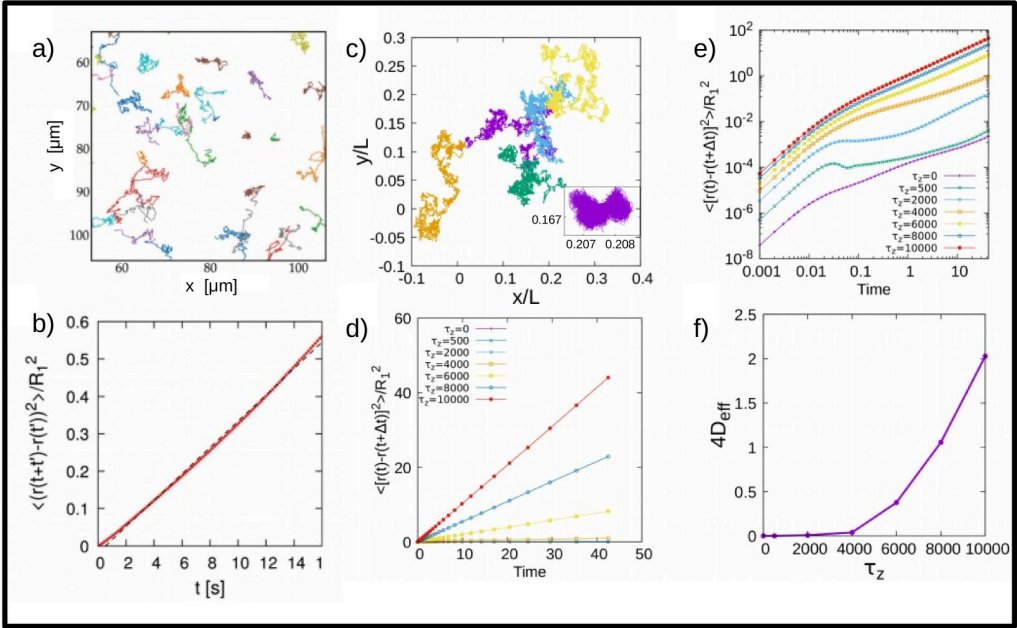 a)
60
70
80
90
100
y [μm]
60
80
100
x [μm]
b)
0.6
0.5
0.4
0.3
0.2
0.1
0
<(r(t+t')-r(t'))²>/R₁²
0 2 4 6 8 10 12 14 1
t [s]
c)
0.3
0.25
0.2
0.15
0.1
0.05
0
-0.05
-0.1
y/L
0.167
0.207 0.208
-0.1 0 0.1 0.2 0.3 0.4
x/L
d)
60
40
20
0
<[r(t)-r(t+Δt)]²>/R₁²
τz=0
τz=500
τz=2000
τz=4000
τz=6000
τz=8000
τz=10000
0 10 20 30 40 50
Time
e)
10²
10⁰
10⁻²
10⁻⁴
10⁻⁶
10⁻⁸
<[r(t)-r(t+Δt)]²>/R₁²
τz=0
τz=500
τz=2000
τz=4000
τz=6000
τz=8000
τz=10000
0.001 0.01 0.1 1 10
Time
f)
2.5
2
1.5
1
0.5
0
4Deff
0 2000 4000 6000 8000 10000
τz